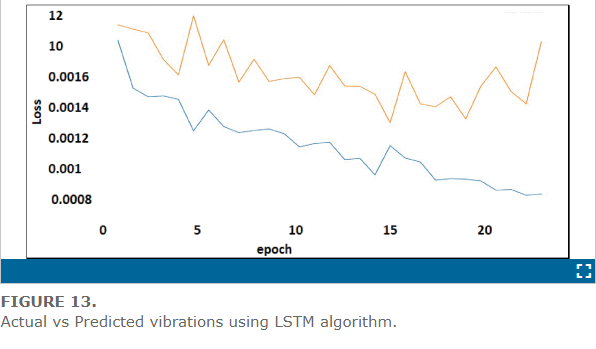 12
10
0.0016
0.0014
0.0012
0.001
0.0008
Loss
0 5 10 15 20
epoch
FIGURE 13.
Actual vs Predicted vibrations using LSTM algorithm.